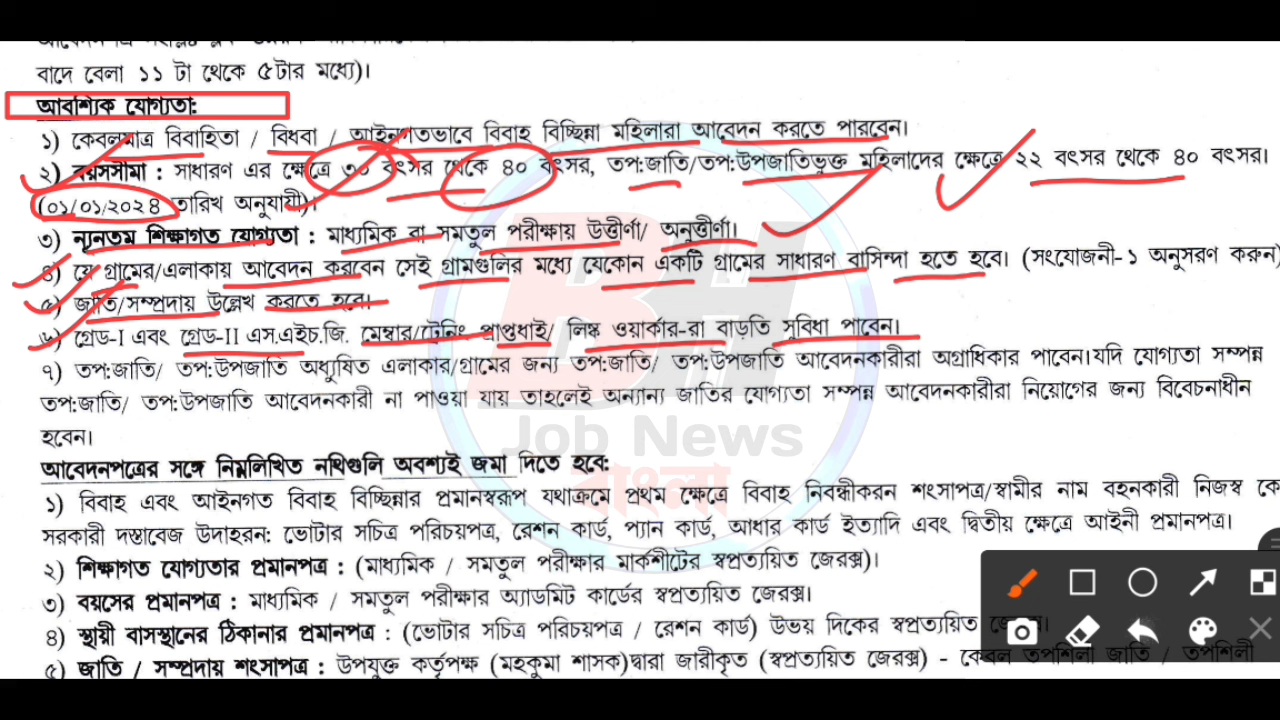 বাদে বেলা ১১ টা থেকে ৫টার মধ্যে)।
আবশ্যিক যোগ্যতা:
১) কেবলমাত্র বিবাহিতা / বিধবা / আইনগতভাবে বিবাহ বিচ্ছিন্না মহিলারা আবেদন করতে পারবেন।
২) বয়সসীমা : সাধারণ এর ক্ষেত্রে ৩০ বৎসর থেকে ৪০ বৎসর, তপ:জাতি/তপ:উপজাতিভুক্ত মহিলাদের ক্ষেত্রে ২২ বৎসর থেকে ৪০ বৎসর।
(০১/০১/২০২৪ তারিখ অনুযায়ী)।
৩) ন্যূনতম শিক্ষাগত যোগ্যতা : মাধ্যমিক বা সমতুল পরীক্ষায় উত্তীর্ণা/ অনুত্তীর্ণা।
৪) যে গ্রামের/এলাকায় আবেদন করবেন সেই গ্রামগুলির মধ্যে যেকোন একটি গ্রামের সাধারণ বাসিন্দা হতে হবে। (সংযোজনী-১ অনুসরণ করুন)
৫) জাতি/সম্প্রদায় উল্লেখ করতে হবে।
৬) গ্রেড-I এবং গ্রেড-II এস.এইচ.জি. মেম্বার/ট্রেনিং প্রাপ্তধাই/ লিঙ্ক ওয়ার্কার-রা বাড়তি সুবিধা পাবেন।
৭) তপ:জাতি/ তপ:উপজাতি অধ্যুষিত এলাকার/গ্রামের জন্য তপ:জাতি/ তপ:উপজাতি আবেদনকারীরা অগ্রাধিকার পাবেন।যদি যোগ্যতা সম্পন্ন
তপ:জাতি/ তপ:উপজাতি আবেদনকারী না পাওয়া যায় তাহলেই অন্যান্য জাতির যোগ্যতা সম্পন্ন আবেদনকারীরা নিয়োগের জন্য বিবেচনাধীন
হবেন।
Job News
বাংলা
আবেদনপত্রের সঙ্গে নিম্নলিখিত নথিগুলি অবশ্যই জমা দিতে হবে:
১) বিবাহ এবং আইনগত বিবাহ বিচ্ছিন্নার প্রমানস্বরূপ যথাক্রমে প্রথম ক্ষেত্রে বিবাহ নিবন্ধীকরন শংসাপত্র/স্বামীর নাম বহনকারী নিজস্ব কে
সরকারী দস্তাবেজ উদাহরন: ভোটার সচিত্র পরিচয়পত্র, রেশন কার্ড, প্যান কার্ড, আধার কার্ড ইত্যাদি এবং দ্বিতীয় ক্ষেত্রে আইনী প্রমানপত্র।
২) শিক্ষাগত যোগ্যতার প্রমানপত্র : (মাধ্যমিক / সমতুল পরীক্ষার মার্কশীটের স্বপ্রত্যয়িত জেরক্স)।
৩) বয়সের প্রমানপত্র : মাধ্যমিক / সমতুল পরীক্ষার অ্যাডমিট কার্ডের স্বপ্রত্যয়িত জেরক্স।
৪) স্থায়ী বাসস্থানের ঠিকানার প্রমানপত্র : (ভোটার সচিত্র পরিচয়পত্র / রেশন কার্ড) উভয় দিকের স্বপ্রত্যয়িত
৫) জাতি / সম্প্রদায় শংসাপত্র : উপযুক্ত কর্তৃপক্ষ (মহকুমা শাসক)দ্বারা জারীকৃত (স্বপ্রত্যয়িত জেরক্স) - কেবল তপশিলী জাতি / তপশিলী